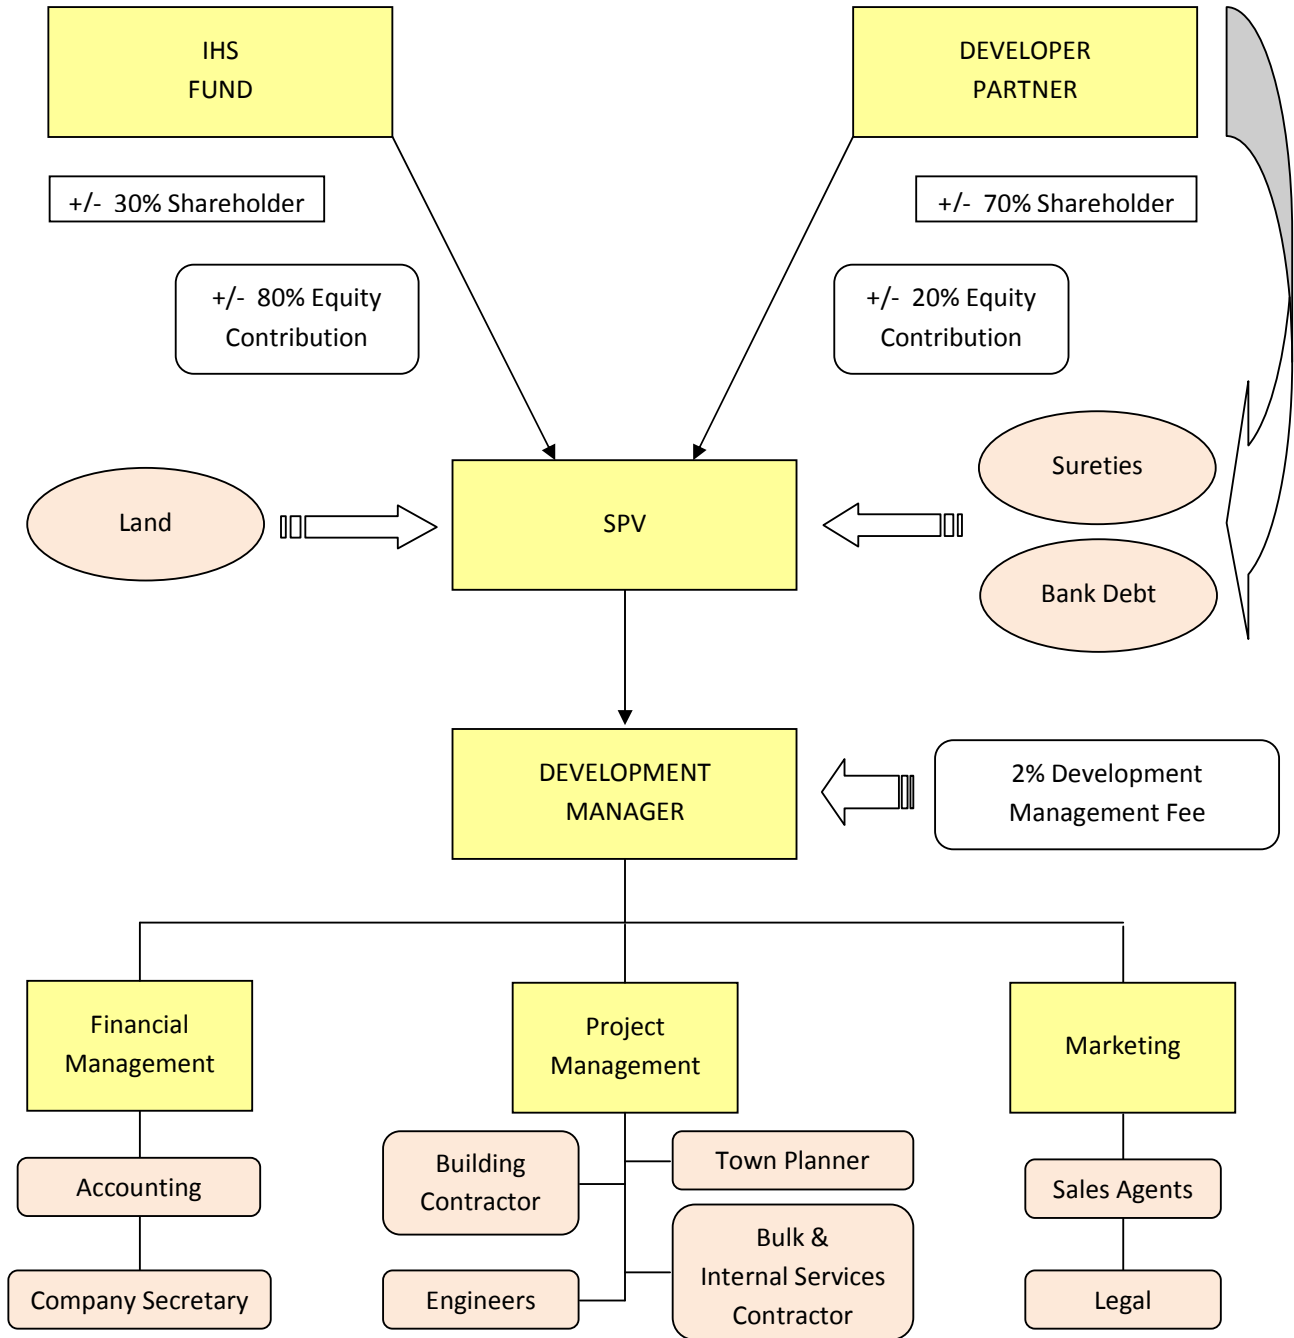 IHS
FUND
DEVELOPER
PARTNER
+/- 30% Shareholder
+/- 70% Shareholder
+/- 80% Equity
Contribution
+/- 20% Equity
Contribution
Land
SPV
Sureties
Bank Debt
DEVELOPMENT
MANAGER
2% Development
Management Fee
Financial
Management
Project
Management
Marketing
Accounting
Company Secretary
Building
Contractor
Town Planner
Engineers
Bulk &
Internal Services
Contractor
Sales Agents
Legal